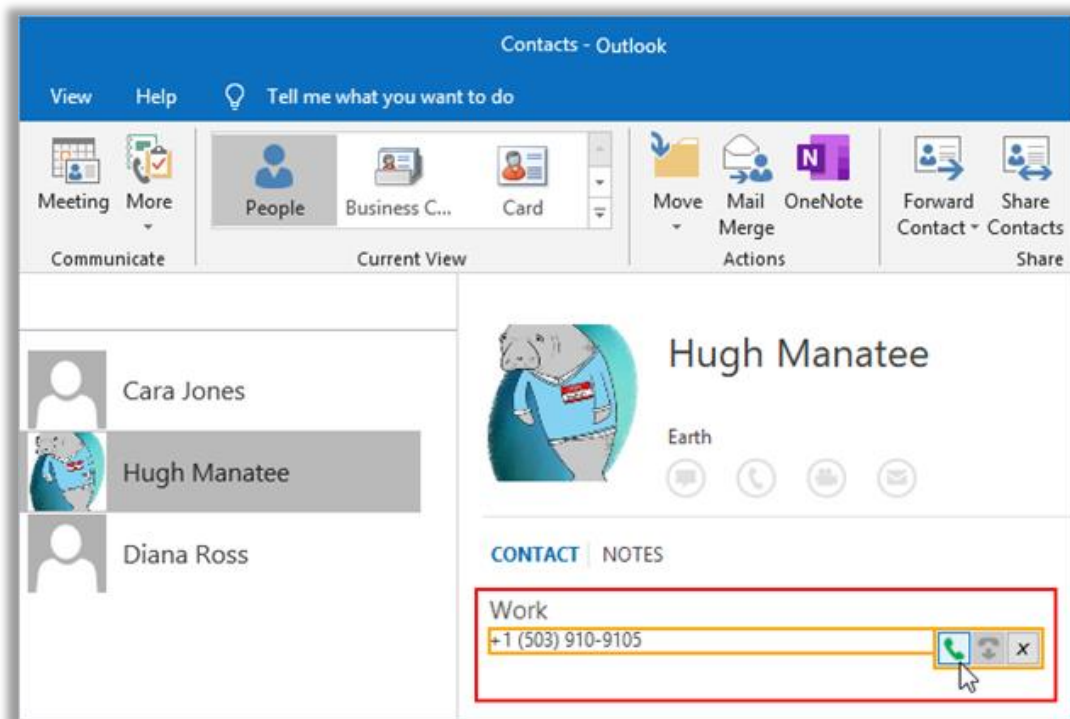 Contacts - Outlook
View Help Tell me what you want to do
Meeting More People Business C... Card Move Mail Merge OneNote Forward Contact Share Contacts
Communicate Current View Actions Share
Cara Jones
Hugh Manatee
Diana Ross
Hugh Manatee
Earth
CONTACT NOTES
Work
+1 (503) 910-9105 x